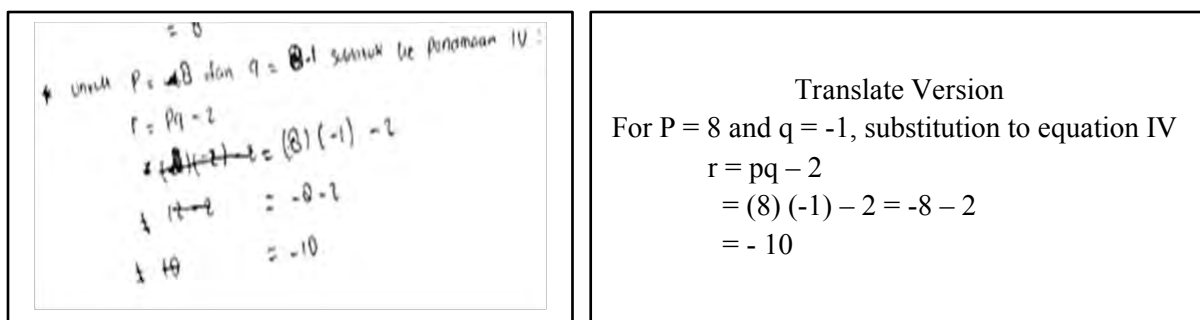 = 0
* untuk P = 8 dan q = -1 substitusi ke persamaan IV :
r = pq - 2
= (8) (-1) - 2
= -8 - 2
= -10
Translate Version
For P = 8 and q = -1, substitution to equation IV
r = pq – 2
= (8) (-1) – 2 = -8 – 2
= - 10